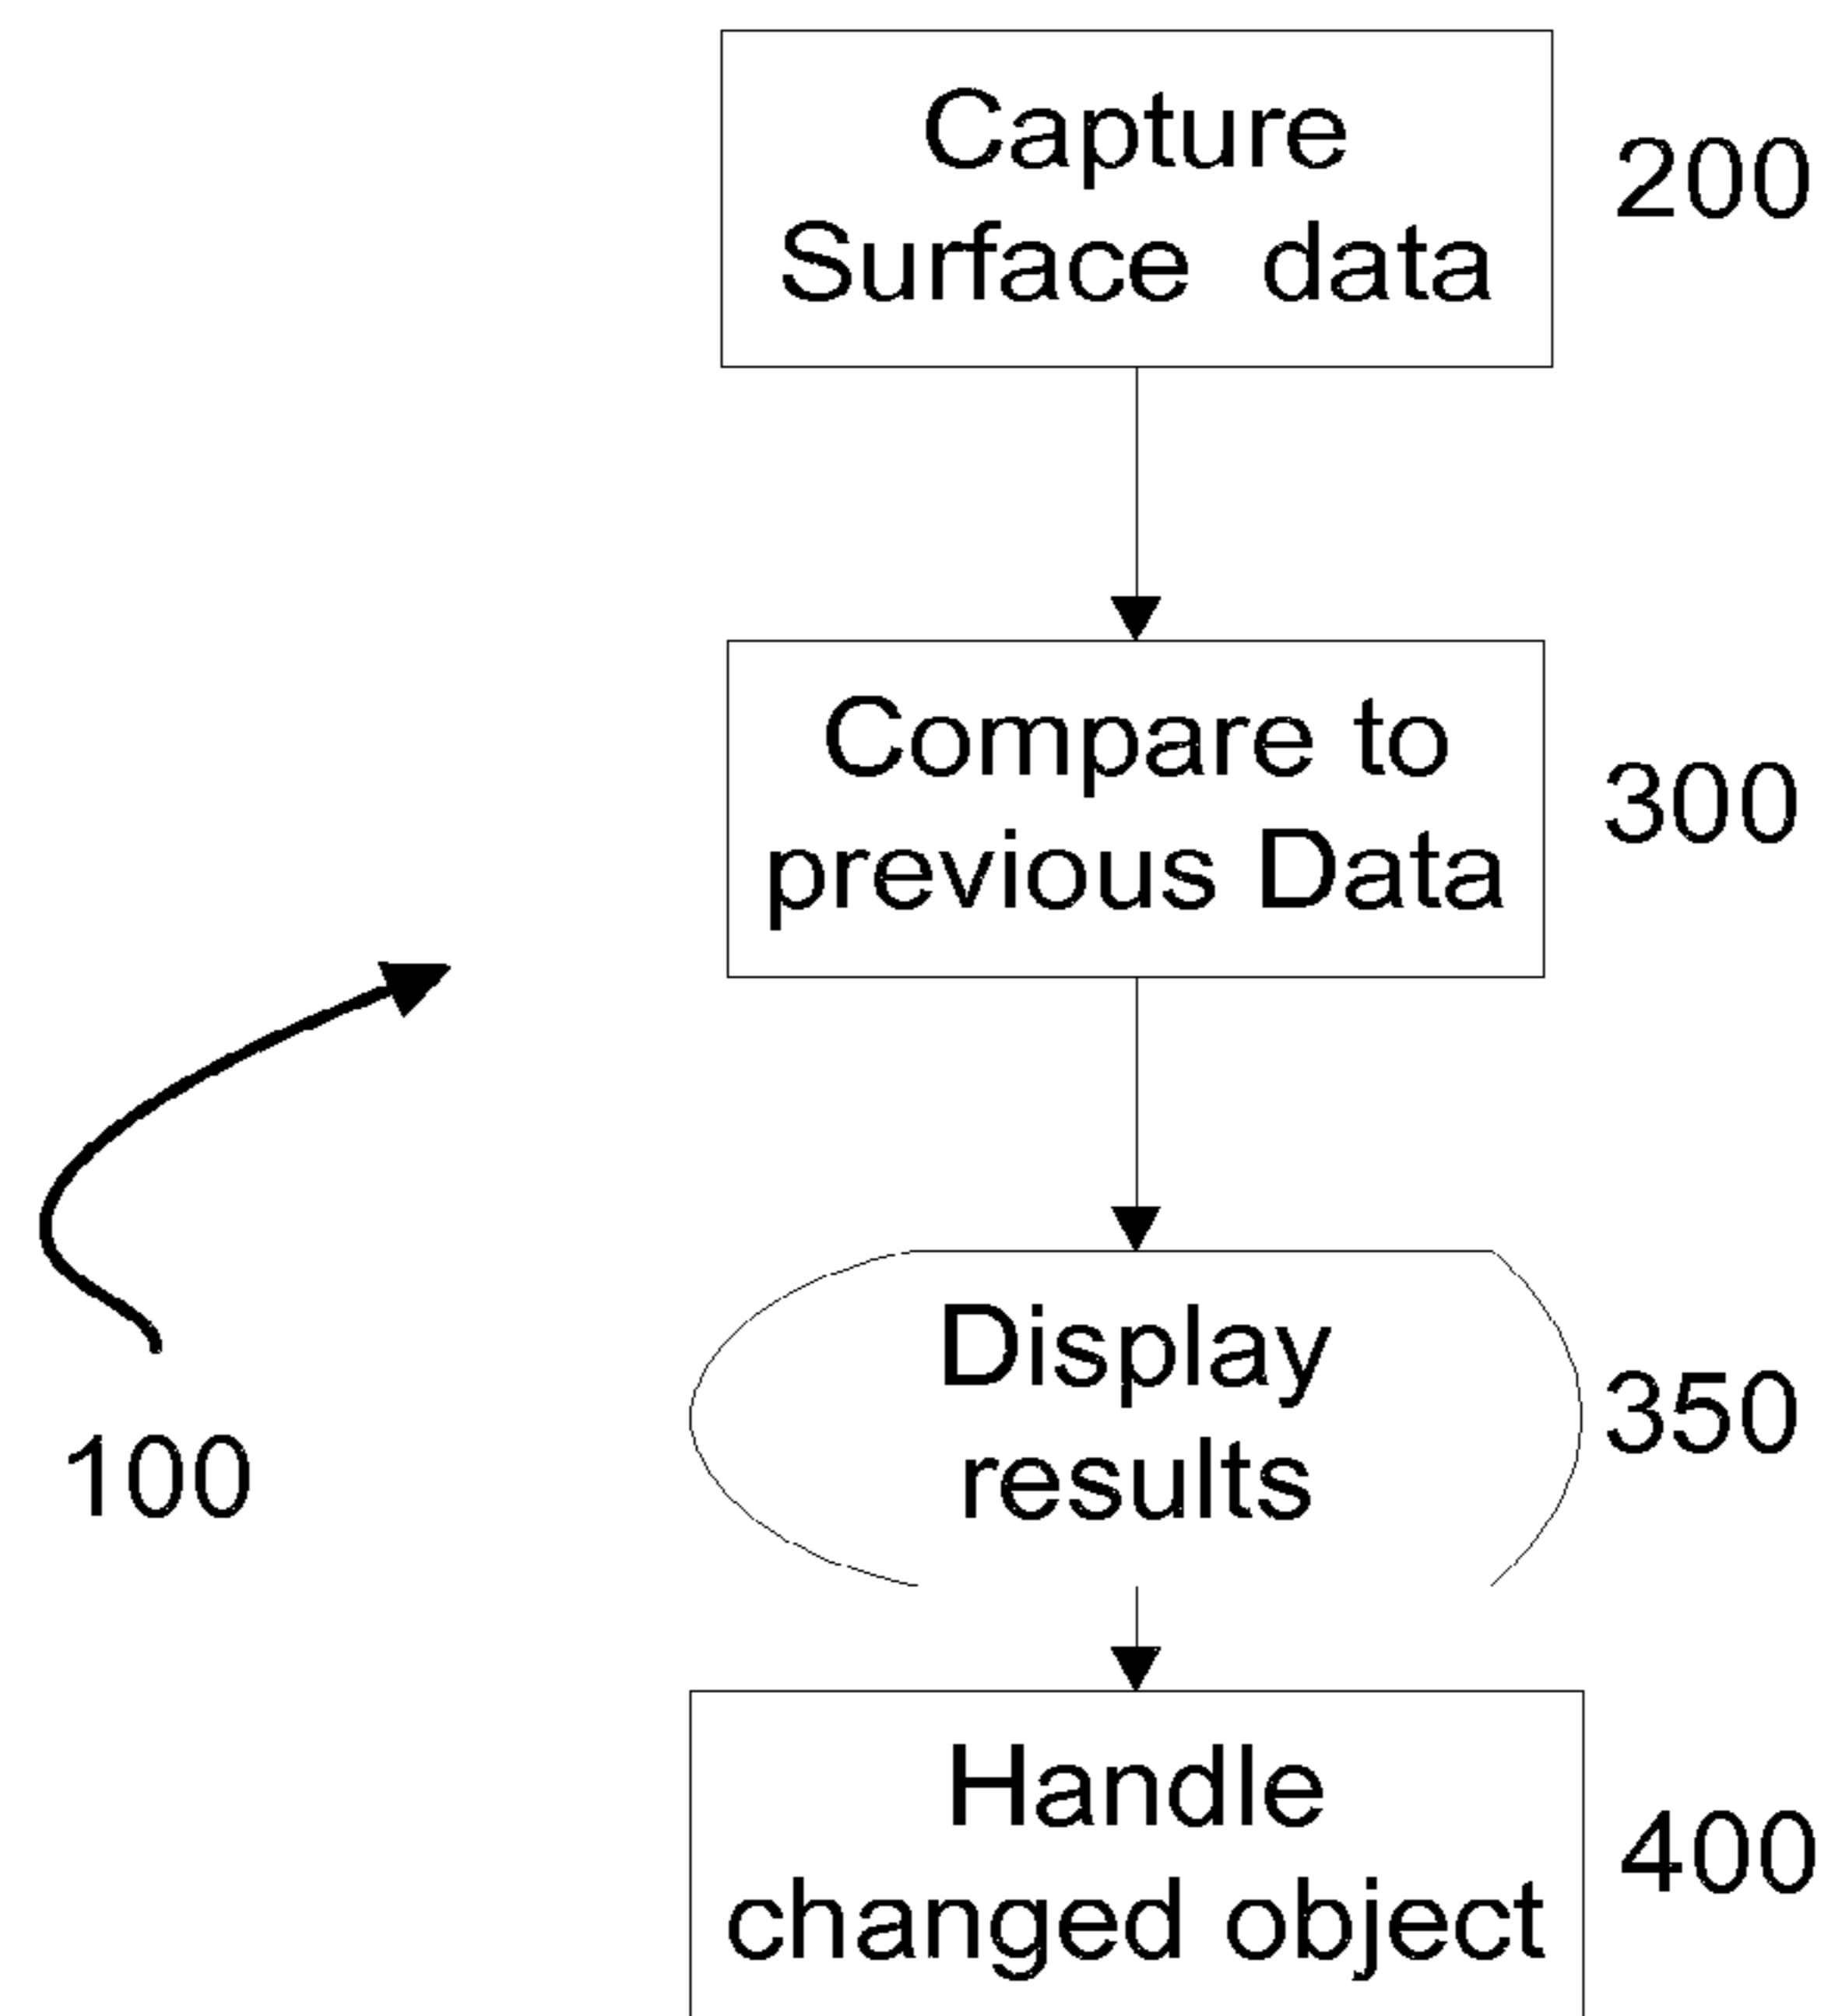 Capture
Surface data
200
Compare to
previous Data
300
Display
results
350
100
Handle
changed object
400